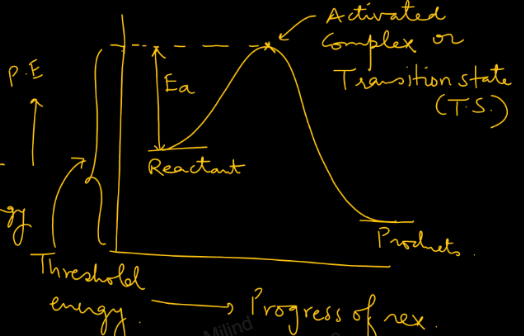 Activated
Complex or
Transition state
(T.S.)
P.E
Ea
Reactant
Products.
gy
Threshold
energy.
Progress of rex.
Milind